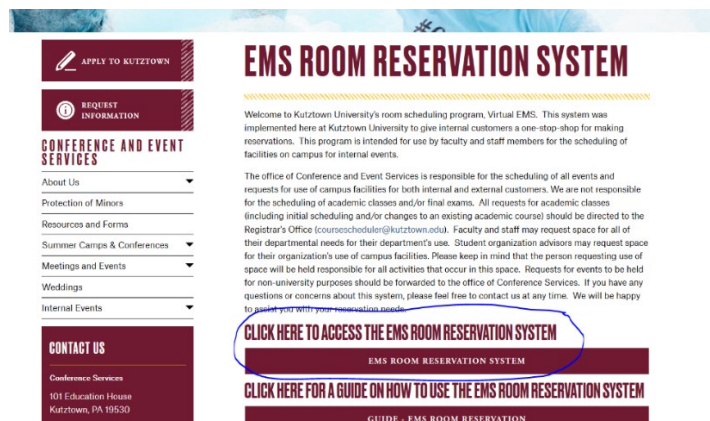 APPLY TO KUTZTOWN
REQUEST
INFORMATION
CONFERENCE AND EVENT
SERVICES
About Us
Protection of Minors
Resources and Forms
Summer Camps & Conferences
Meetings and Events
Weddings
Internal Events
CONTACT US
Conference Services
101 Education House
Kutztown, PA 19530
EMS ROOM RESERVATION SYSTEM
Welcome to Kutztown University's room scheduling program, Virtual EMS. This system was
implemented here at Kutztown University to give internal customers a one-stop-shop for making
reservations. This program is intended for use by faculty and staff members for the scheduling of
facilities on campus for internal events.
The office of Conference and Event Services is responsible for the scheduling of all events and
requests for use of campus facilities for both internal and external customers. We are not responsible
for the scheduling of academic classes and/or final exams. All requests for academic classes
(including initial scheduling and/or changes to an existing academic course) should be directed to the
Registrar's Office (coursescheduler@kutztown.edu). Faculty and staff may request space for all of
their departmental needs for their department's use. Student organization advisors may request space
for their organization's use of campus facilities. Please keep in mind that the person requesting use of
space will be held responsible for all activities that occur in this space. Requests for events to be held
for non-university purposes should be forwarded to the office of Conference Services. If you have any
questions or concerns about this system, please feel free to contact us at any time. We will be happy
to assist you with your reservation needs.
CLICK HERE TO ACCESS THE EMS ROOM RESERVATION SYSTEM
EMS ROOM RESERVATION SYSTEM
CLICK HERE FOR A GUIDE ON HOW TO USE THE EMS ROOM RESERVATION SYSTEM
GUIDE - EMS ROOM RESERVATION